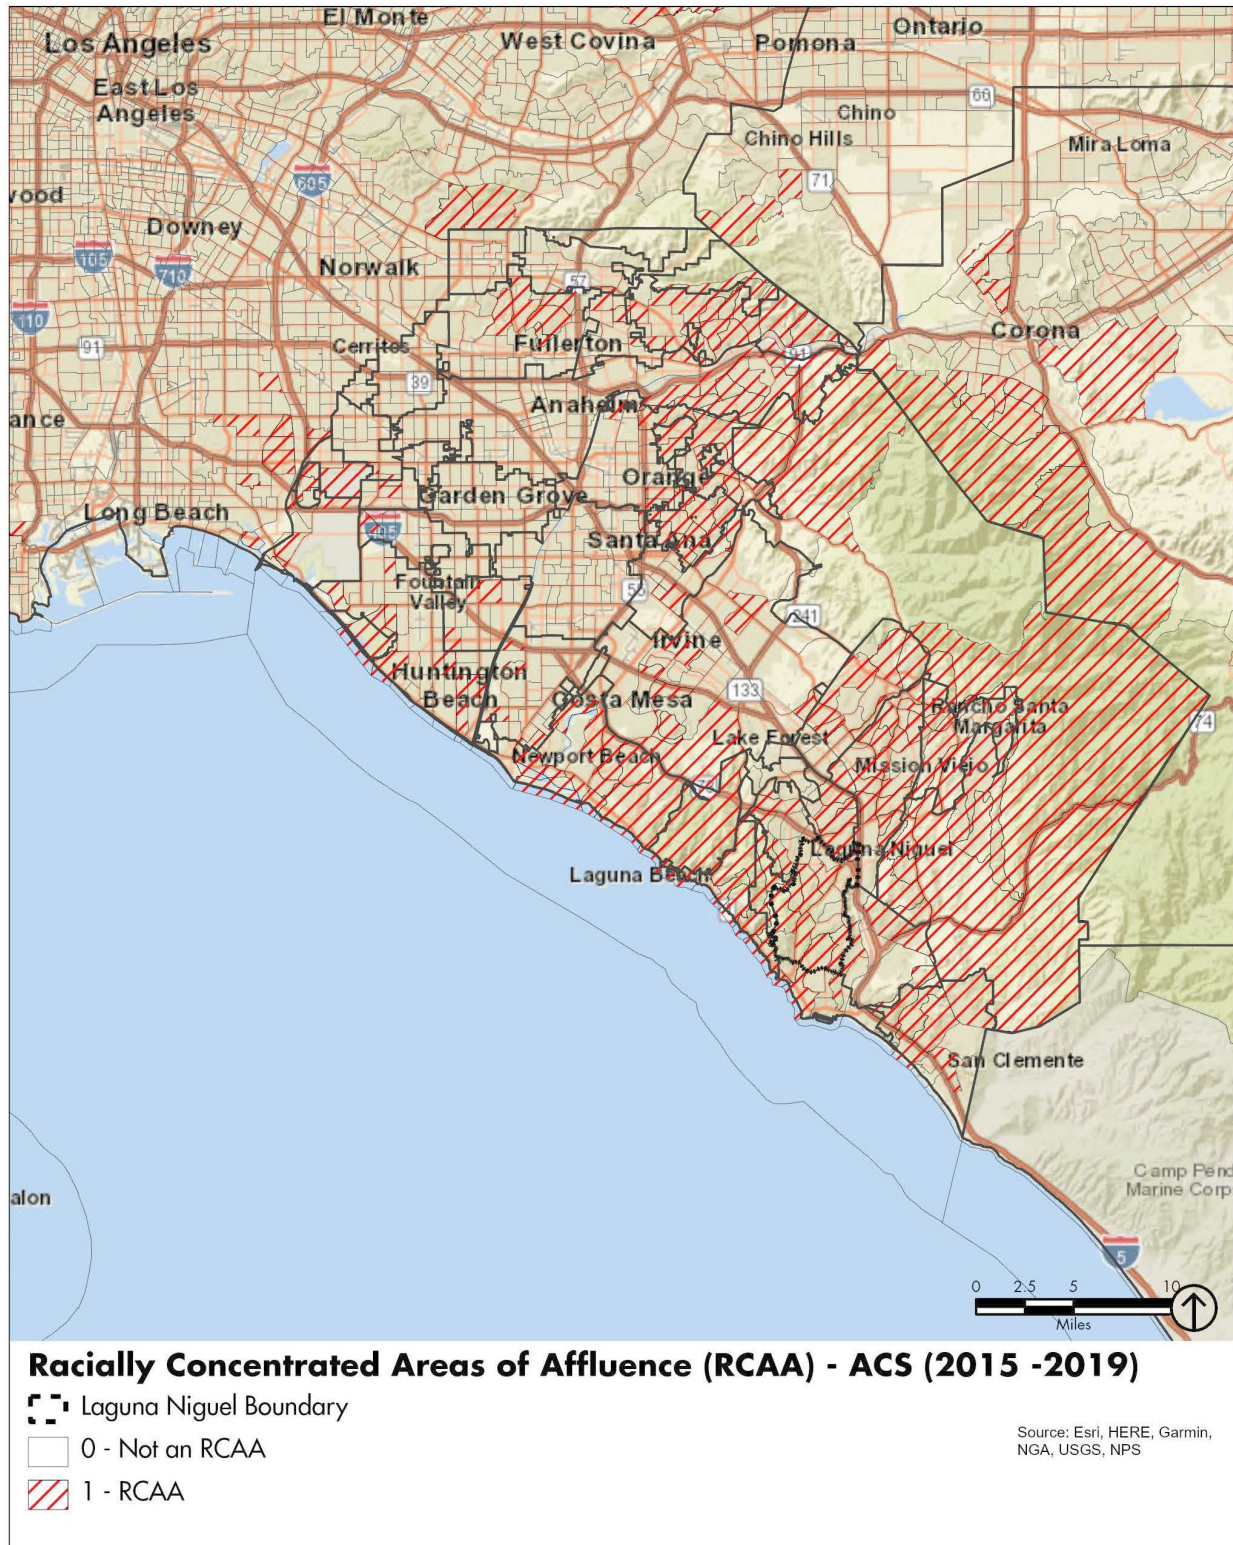 El Monte
Los Angeles
West Covina
Pomona
Ontario
East Los
Angeles
60
Chino
Chino Hills
Mira Loma
605
71
wood
Downey
105
710
Norwalk
57
110
91
Cerritos
Fullerton
91
Corona
39
Anaheim
ance
Orange
Garden Grove
Long Beach
405
Santa Ana
Fountain
Valley
55
241
Irvine
Huntington
Beach
Costa Mesa
133
Rancho Santa
Margarita
74
Lake Forest
Newport Beach
Mission Viejo
73
Laguna Niguel
Laguna Beach
San Clemente
Camp Pend
Marine Corp
alon
5
0 2.5 5 10
Miles
Racially Concentrated Areas of Affluence (RCAA) - ACS (2015 -2019)
Laguna Niguel Boundary
0 - Not an RCAA
1 - RCAA
Source: Esri, HERE, Garmin,
NGA, USGS, NPS